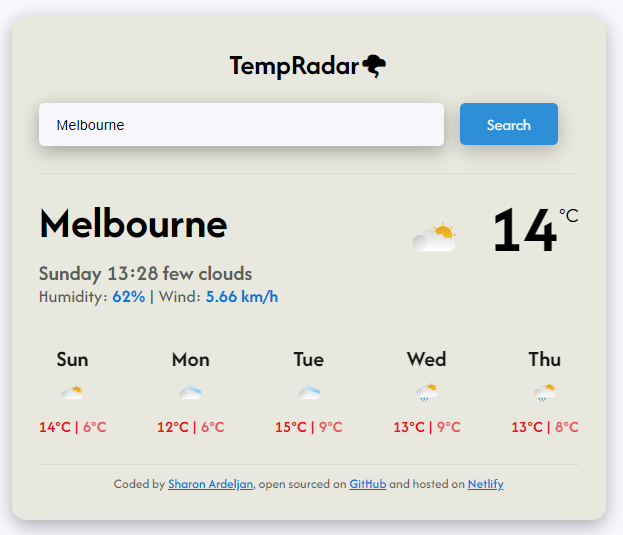 TempRadar
Melbourne
Search
Melbourne
14°C
Sunday 13:28 few clouds
Humidity: 62% | Wind: 5.66 km/h
Sun Mon Tue Wed Thu
14°C | 6°C 12°C | 6°C 15°C | 9°C 13°C | 9°C 13°C | 8°C
Coded by Sharon Ardeljan, open sourced on GitHub and hosted on Netlify